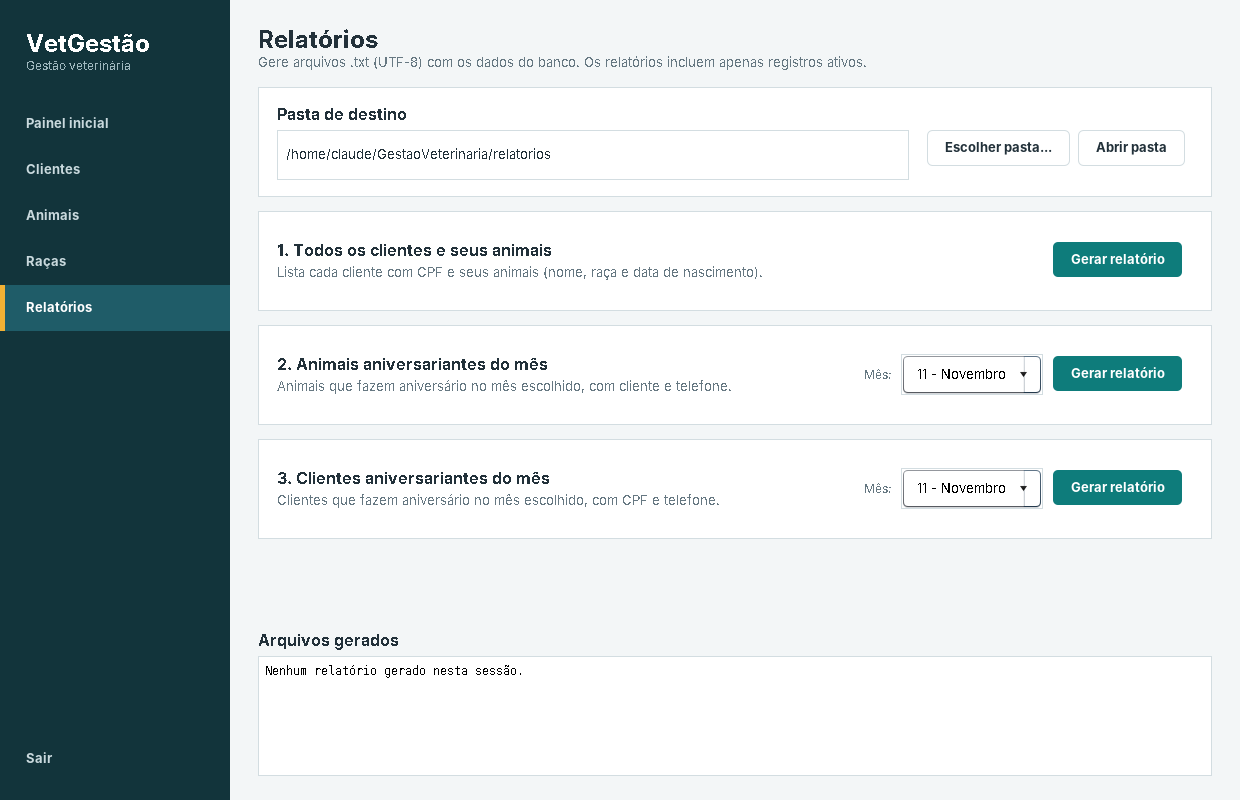 VetGestão
Gestão veterinária
Painel inicial
Clientes
Animais
Raças
Relatórios
Sair
Relatórios
Gere arquivos .txt (UTF-8) com os dados do banco. Os relatórios incluem apenas registros ativos.
Pasta de destino
/home/claude/GestaoVeterinaria/relatorios
Escolher pasta...
Abrir pasta
1. Todos os clientes e seus animais
Lista cada cliente com CPF e seus animais (nome, raça e data de nascimento).
Gerar relatório
2. Animais aniversariantes do mês
Animais que fazem aniversário no mês escolhido, com cliente e telefone.
Mês:
11 - Novembro
Gerar relatório
3. Clientes aniversariantes do mês
Clientes que fazem aniversário no mês escolhido, com CPF e telefone.
Mês:
11 - Novembro
Gerar relatório
Arquivos gerados
Nenhum relatório gerado nesta sessão.